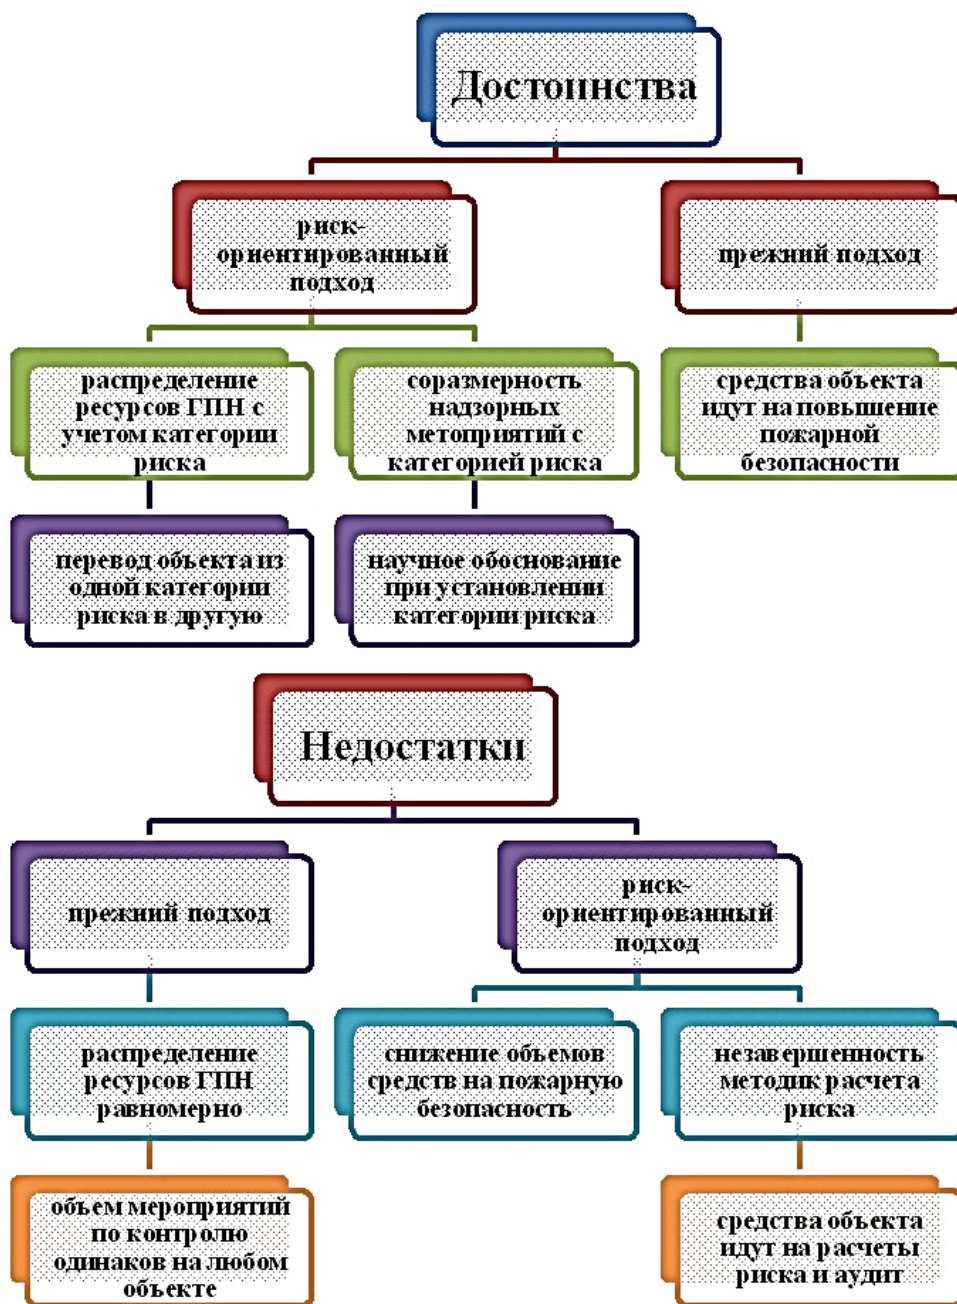 Достоинства
риск-
ориентированный
подход
прежний подход
распределение
ресурсов ГПН с
учетом категории
риска
соразмерность
надзорных
метоприятий с
категорией риска
средства объекта
идут на повышение
пожарной
безопасности
перевод объекта из
одной категории
риска в другую
научное обоснование
при установлении
категории риска
Недостатки
прежний подход
риск-
ориентированный
подход
распределение
ресурсов ГПН
равномерно
снижение объемов
средств на пожарную
безопасность
незавершенность
методик расчета
риска
объем мероприятий
по контролю
одинаков на любом
объекте
средства объекта
идут на расчеты
риска и аудит